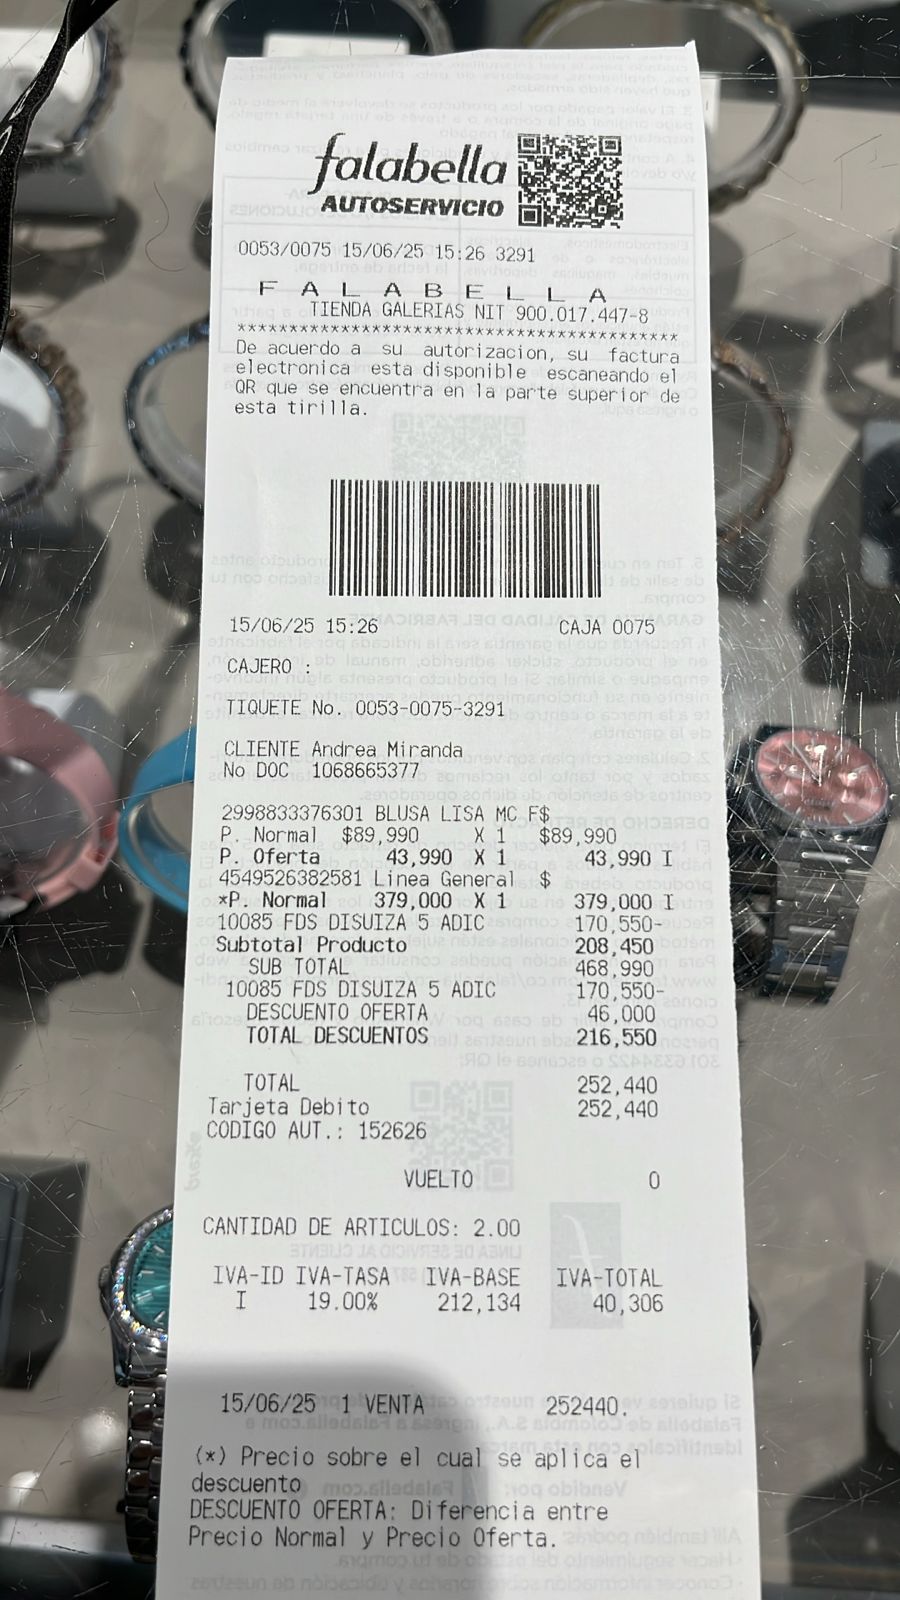 falabella
AUTOSERVICIO
0053/0075 15/06/25 15:26 3291
F A L A B E L L A
TIENDA GALERIAS NIT 900.017.447-8
******************************************
De acuerdo a su autorizacion, su factura
electronica esta disponible escaneando el
QR que se encuentra en la parte superior de
esta tirilla.
15/06/25 15:26 CAJA 0075
CAJERO :
TIQUETE No. 0053-0075-3291
CLIENTE Andrea Miranda
No DOC 1068665377
2998833376301 BLUSA LISA MC F$
P. Normal $89,990 X 1 $89,990
P. Oferta 43,990 X 1 43,990 I
4549526382581 Linea General $
*P. Normal 379,000 X 1 379,000 I
10085 FDS DISUIZA 5 ADIC 170,550-
Subtotal Producto 208,450
SUB TOTAL 468,990
10085 FDS DISUIZA 5 ADIC 170,550-
DESCUENTO OFERTA 46,000
TOTAL DESCUENTOS 216,550
TOTAL 252,440
Tarjeta Debito 252,440
CODIGO AUT.: 152626
VUELTO 0
CANTIDAD DE ARTICULOS: 2.00
IVA-ID IVA-TASA IVA-BASE IVA-TOTAL
I 19.00% 212,134 40,306
15/06/25 1 VENTA 252440.
(*) Precio sobre el cual se aplica el
descuento
DESCUENTO OFERTA: Diferencia entre
Precio Normal y Precio Oferta.